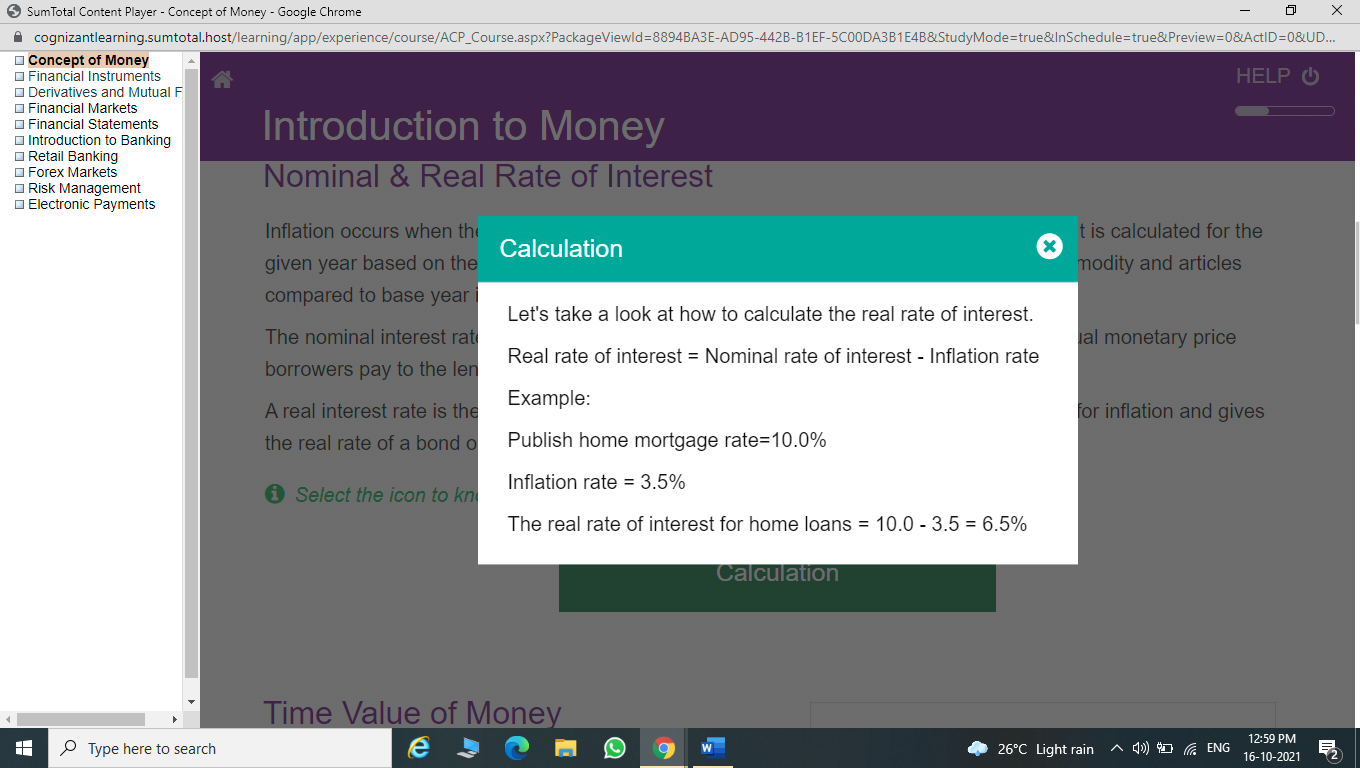 SumTotal Content Player - Concept of Money - Google Chrome
cognizantlearning.sumtotal.host/learning/app/experience/course/ACP_Course.aspx?PackageViewId=8894BA3E-AD95-442B-B1EF-5C00DA3B1E4B&StudyMode=true&InSchedule=true&Preview=0&ActID=0&UD...
Concept of Money
Financial Instruments
Derivatives and Mutual F
Financial Markets
Financial Statements
Introduction to Banking
Retail Banking
Forex Markets
Risk Management
Electronic Payments
HELP
Introduction to Money
Nominal & Real Rate of Interest
Inflation occurs when the t is calculated for the
given year based on the modity and articles
compared to base year i
The nominal interest rate ual monetary price
borrowers pay to the len
A real interest rate is the for inflation and gives
the real rate of a bond o
Select the icon to kno
Calculation
Let's take a look at how to calculate the real rate of interest.
Real rate of interest = Nominal rate of interest - Inflation rate
Example:
Publish home mortgage rate=10.0%
Inflation rate = 3.5%
The real rate of interest for home loans = 10.0 - 3.5 = 6.5%
Calculation
Time Value of Money
Type here to search
26°C Light rain
ENG
12:59 PM
16-10-2021
2